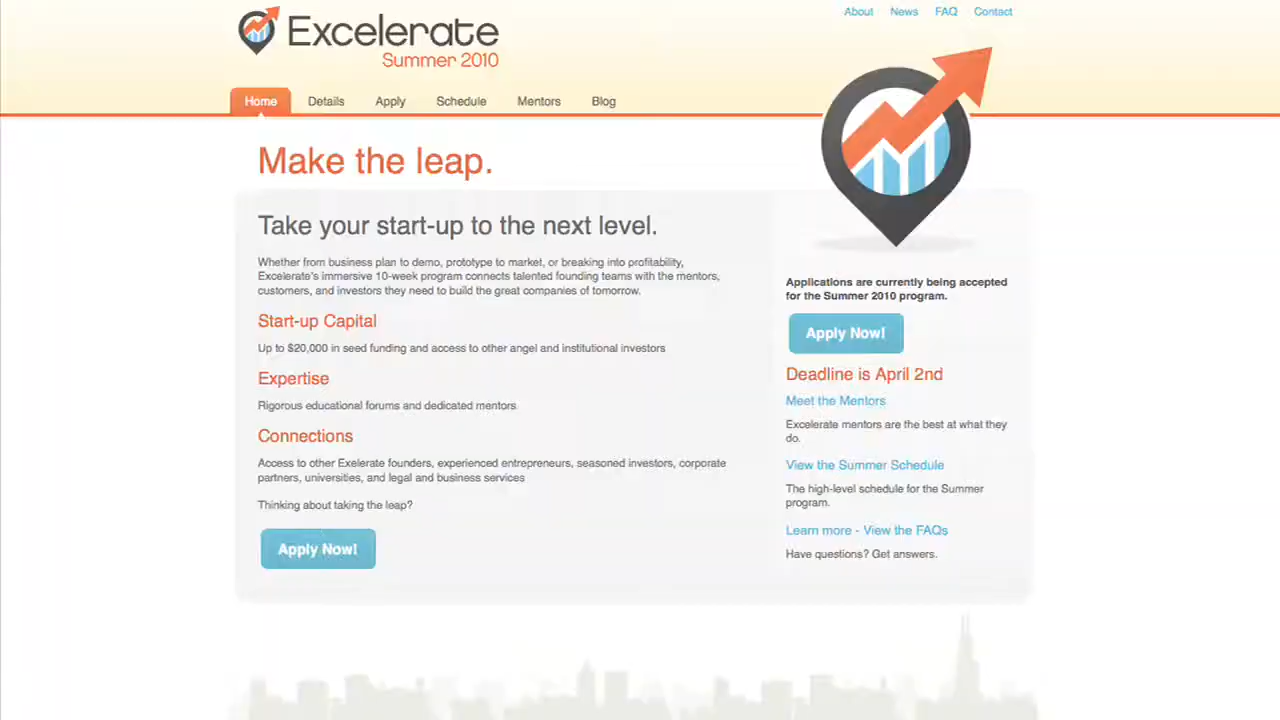 Excelerate
Summer 2010
About News FAQ Contact
Home Details Apply Schedule Mentors Blog
Make the leap.
Take your start-up to the next level.
Whether from business plan to demo, prototype to market, or breaking into profitability,
Excelerate's immersive 10-week program connects talented founding teams with the mentors,
customers, and investors they need to build the great companies of tomorrow.
Start-up Capital
Up to $20,000 in seed funding and access to other angel and institutional investors
Expertise
Rigorous educational forums and dedicated mentors
Connections
Access to other Exelerate founders, experienced entrepreneurs, seasoned investors, corporate
partners, universities, and legal and business services
Thinking about taking the leap?
Apply Now!
Applications are currently being accepted
for the Summer 2010 program.
Apply Now!
Deadline is April 2nd
Meet the Mentors
Excelerate mentors are the best at what they
do.
View the Summer Schedule
The high-level schedule for the Summer
program.
Learn more - View the FAQs
Have questions? Get answers.